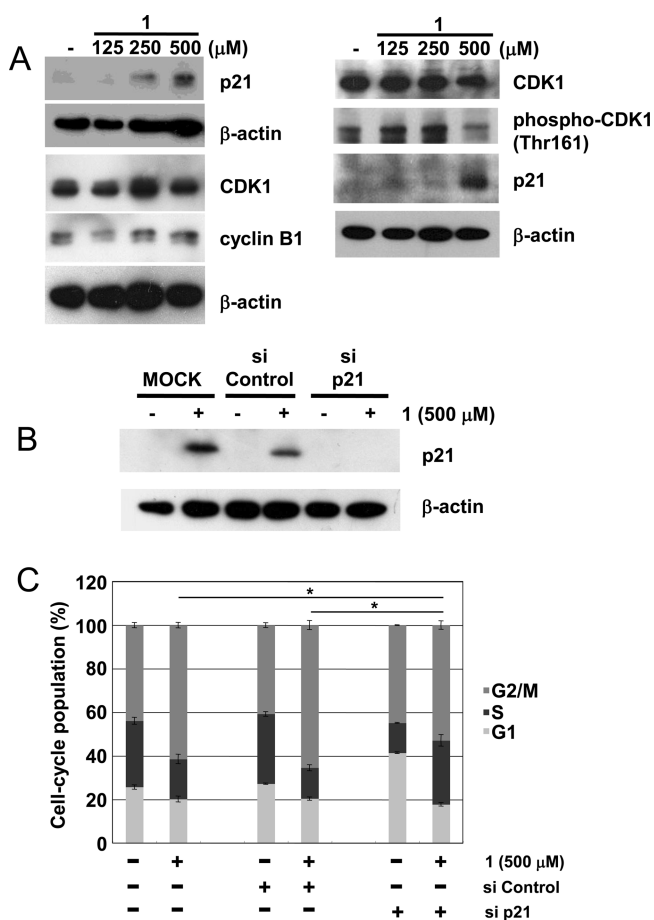 A
1
- 125 250 500 (μM)
p21
β-actin
CDK1
cyclin B1
β-actin
1
- 125 250 500 (μM)
CDK1
phospho-CDK1
(Thr161)
p21
β-actin
B
MOCK si Control si p21
- + - + - + 1 (500 μM)
p21
β-actin
C
Cell-cycle population (%)
120
100
80
60
40
20
0
* 
*
G2/M
S
G1
- + - + - + 1 (500 μM)
- - + + - - si Control
- - - - + + si p21